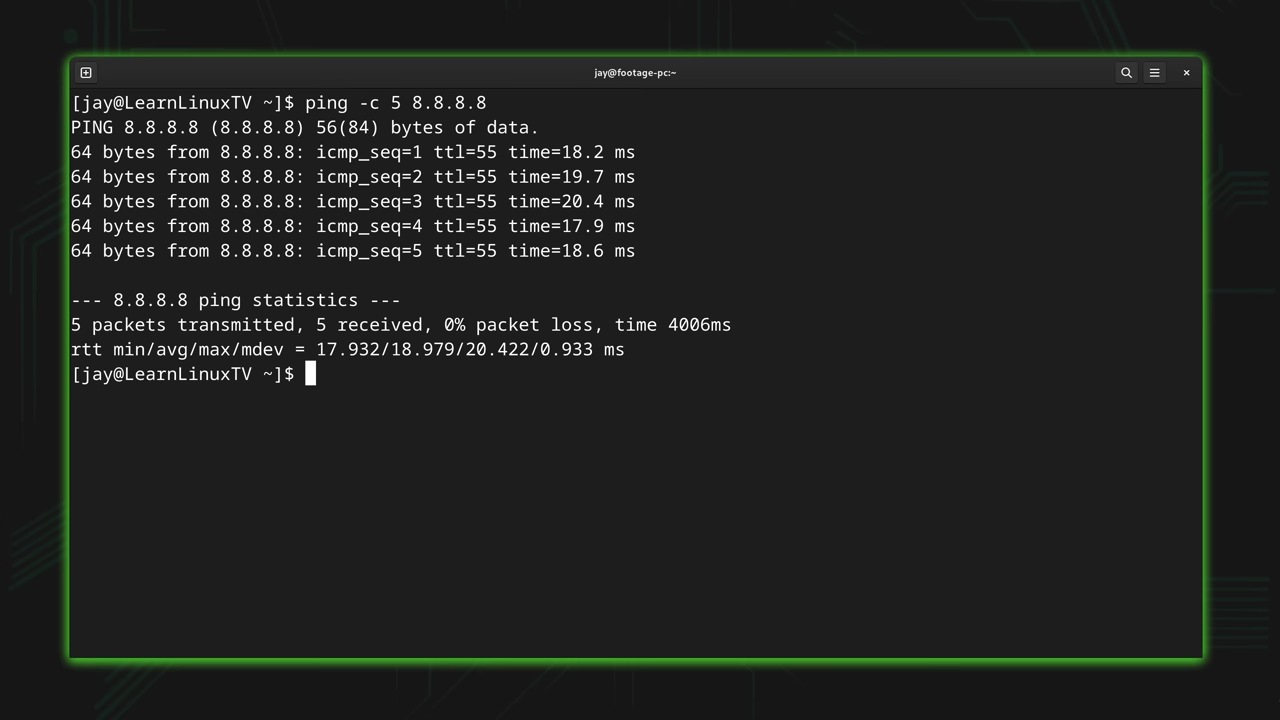 jay@footage-pc:~
[jay@LearnLinuxTV ~]$ ping -c 5 8.8.8.8
PING 8.8.8.8 (8.8.8.8) 56(84) bytes of data.
64 bytes from 8.8.8.8: icmp_seq=1 ttl=55 time=18.2 ms
64 bytes from 8.8.8.8: icmp_seq=2 ttl=55 time=19.7 ms
64 bytes from 8.8.8.8: icmp_seq=3 ttl=55 time=20.4 ms
64 bytes from 8.8.8.8: icmp_seq=4 ttl=55 time=17.9 ms
64 bytes from 8.8.8.8: icmp_seq=5 ttl=55 time=18.6 ms

--- 8.8.8.8 ping statistics ---
5 packets transmitted, 5 received, 0% packet loss, time 4006ms
rtt min/avg/max/mdev = 17.932/18.979/20.422/0.933 ms
[jay@LearnLinuxTV ~]$